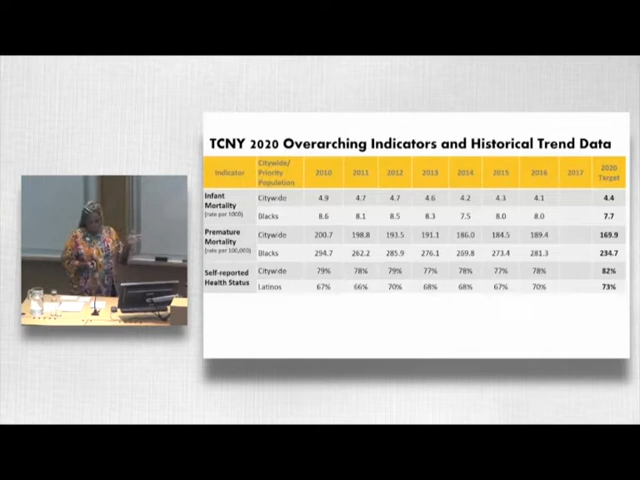 TCNY 2020 Overarching Indicators and Historical Trend Data
Indicator Citywide/ Priority Population 2010 2011 2012 2013 2014 2015 2016 2017 2020 Target
Infant Mortality (rate per 1000) Citywide 4.9 4.7 4.7 4.6 4.2 4.3 4.1 4.4
Blacks 8.6 8.1 8.5 8.3 7.5 8.0 8.0 7.7
Premature Mortality (rate per 100,000) Citywide 200.7 198.8 193.5 191.1 186.0 184.5 189.4 169.9
Blacks 294.7 262.2 285.9 276.1 269.8 273.4 281.3 234.7
Self-reported Health Status Citywide 79% 78% 79% 77% 78% 77% 78% 82%
Latinos 67% 66% 70% 68% 68% 67% 70% 73%